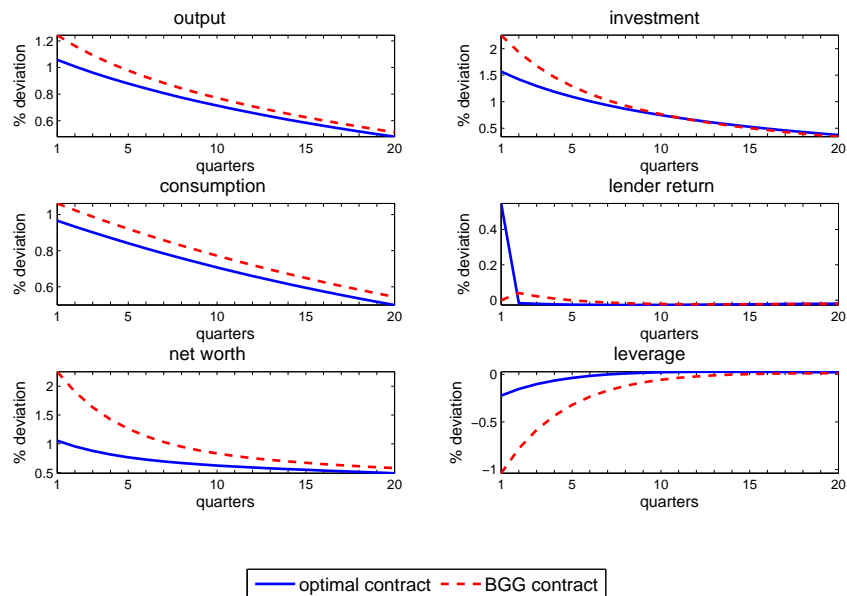 output
% deviation
1.2
1
0.8
0.6
1 5 10 15 20
quarters
investment
% deviation
2
1.5
1
0.5
1 5 10 15 20
quarters
consumption
% deviation
1
0.8
0.6
1 5 10 15 20
quarters
lender return
% deviation
0.4
0.2
0
1 5 10 15 20
quarters
net worth
% deviation
2
1.5
1
0.5
1 5 10 15 20
quarters
leverage
% deviation
0
−0.5
−1
1 5 10 15 20
quarters
optimal contract BGG contract